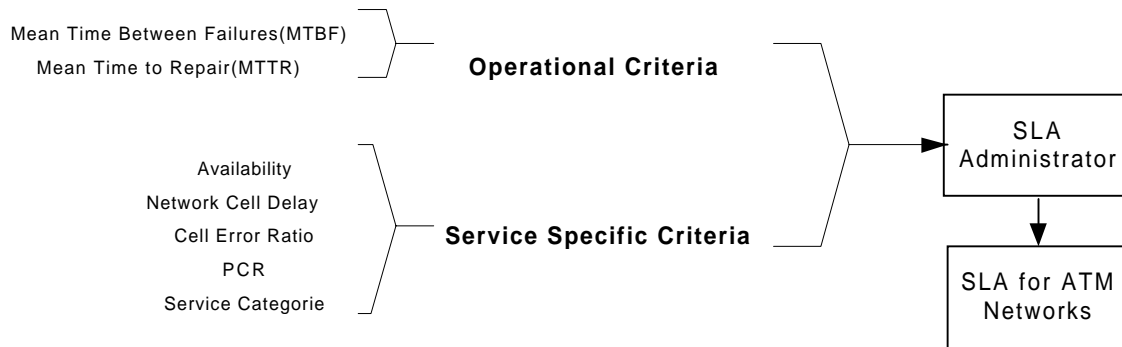 Mean Time Between Failures(MTBF)
Mean Time to Repair(MTTR)
Operational Criteria
Availability
Network Cell Delay
Cell Error Ratio
PCR
Service Categorie
Service Specific Criteria
SLA
Administrator
SLA for ATM
Networks